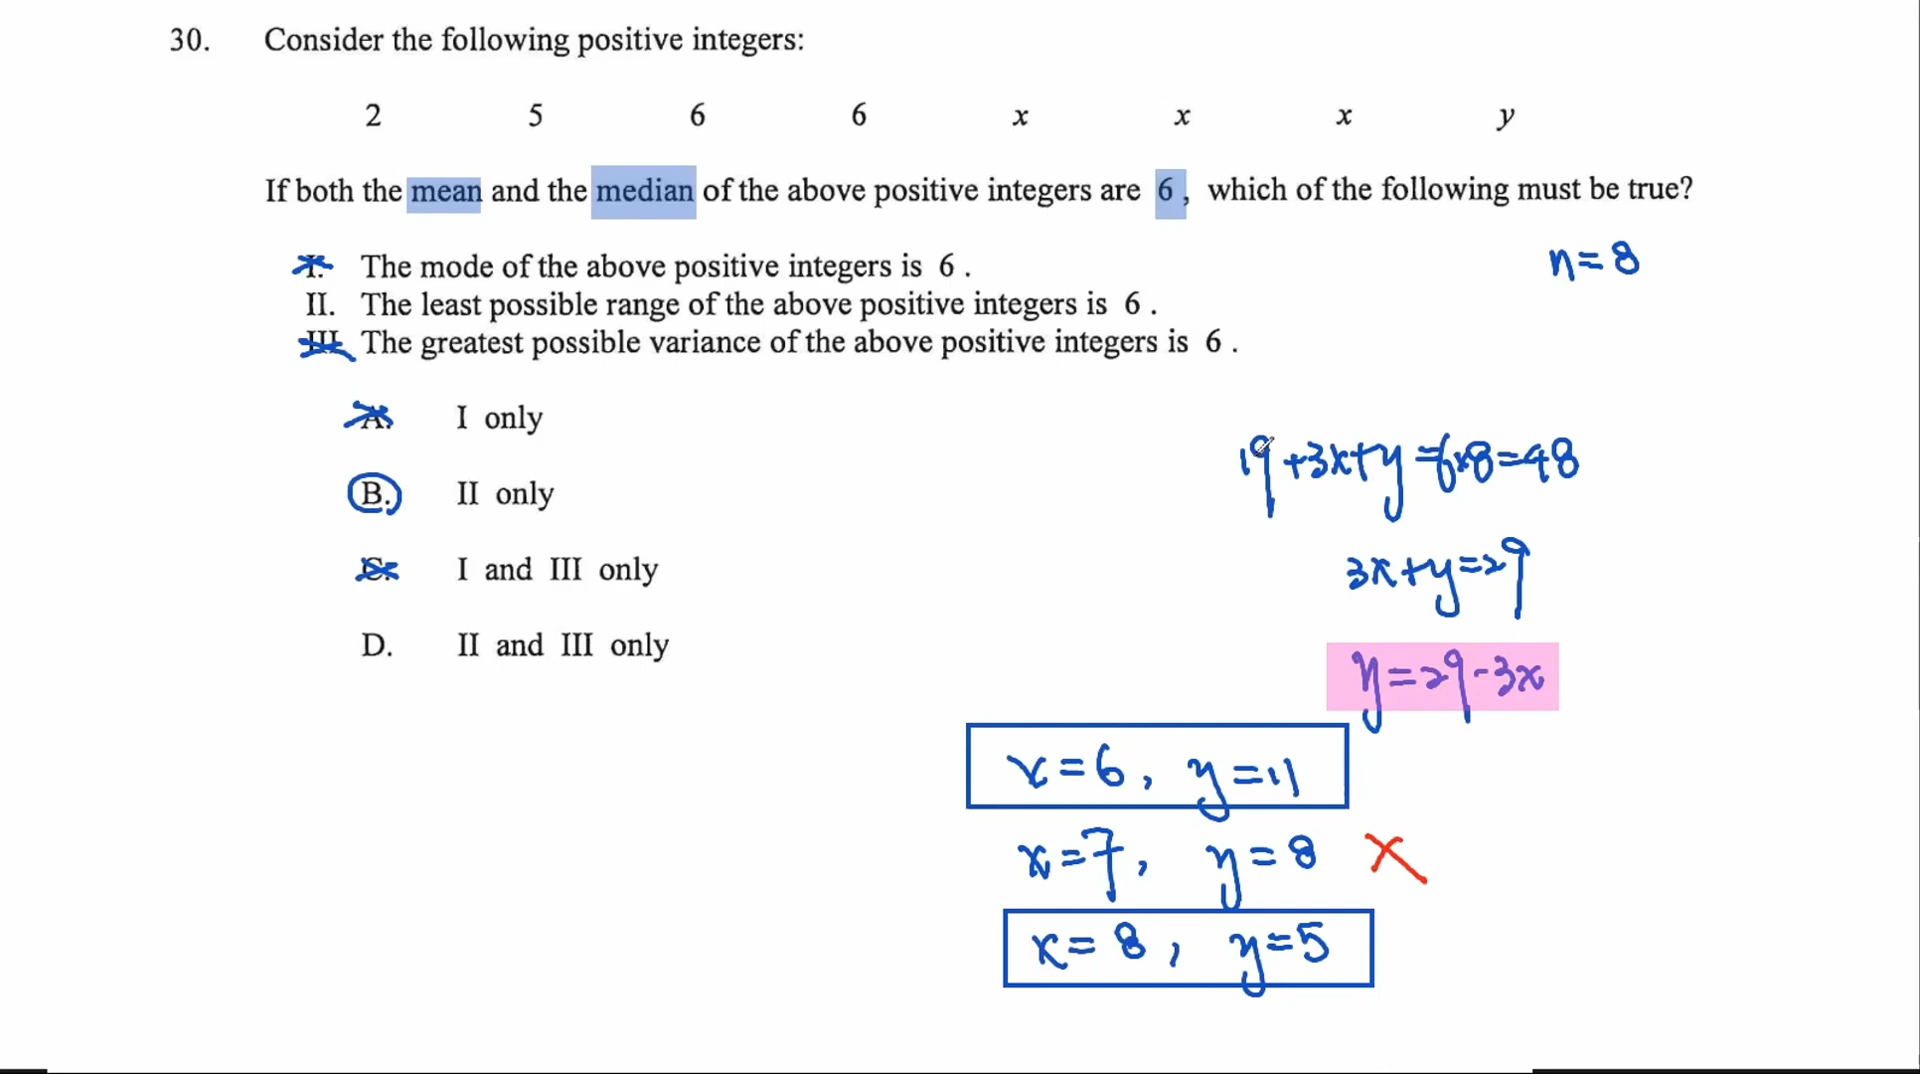 30. Consider the following positive integers:
2 5 6 6 x x x y
If both the mean and the median of the above positive integers are 6, which of the following must be true?
I. The mode of the above positive integers is 6.
n=8
II. The least possible range of the above positive integers is 6.
III. The greatest possible variance of the above positive integers is 6.
A. I only
19+3x+y=6×8=48
B. II only
C. I and III only
3x+y=29
D. II and III only
y=29-3x
x=6, y=11
x=7, y=8 ×
x=8, y=5